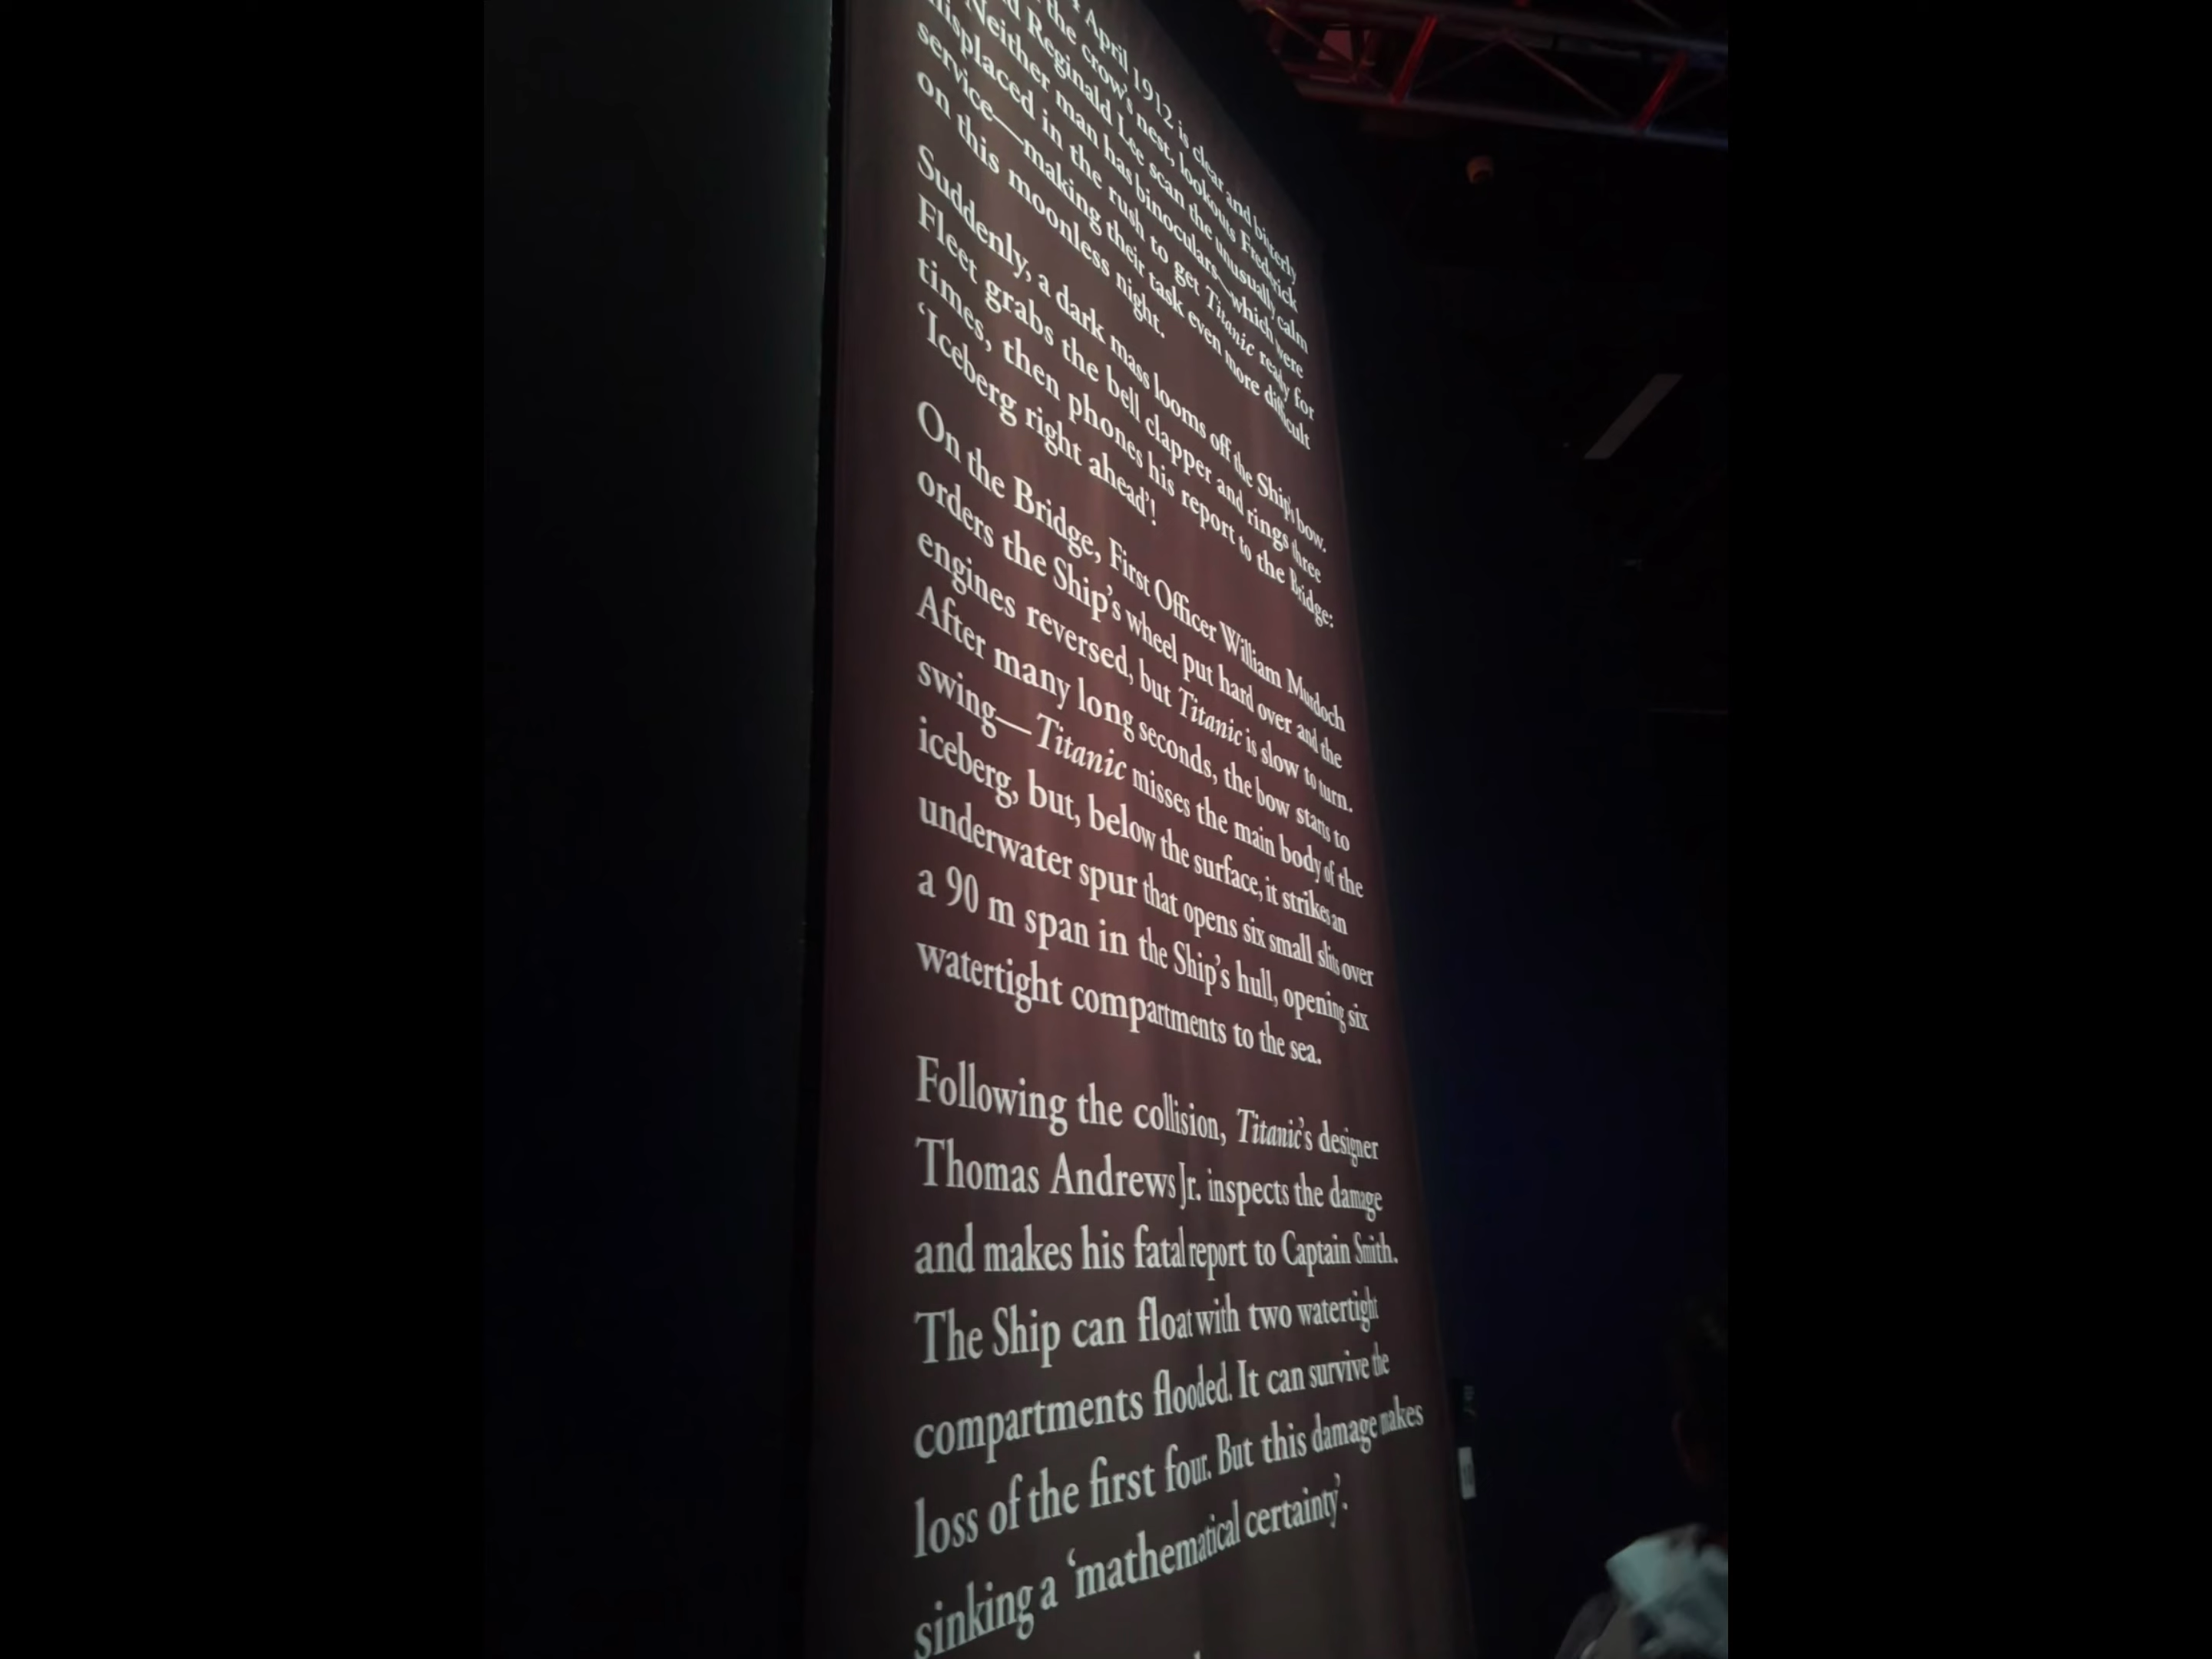 April 1912 is clear and bitterly
the crow's nest, lookouts Frederick
Reginald Lee scan the unusually calm
Neither man has binoculars—which were
misplaced in the rush to get Titanic ready for
service—making their task even more difficult
on this moonless night.
Suddenly, a dark mass looms off the Ship's bow.
Fleet grabs the bell clapper and rings three
times, then phones his report to the Bridge:
‘Iceberg right ahead’!
On the Bridge, First Officer William Murdoch
orders the Ship's wheel put hard over and the
engines reversed, but Titanic is slow to turn.
After many long seconds, the bow starts to
swing—Titanic misses the main body of the
iceberg, but, below the surface, it strikes an
underwater spur that opens six small slits over
a 90 m span in the Ship's hull, opening six
watertight compartments to the sea.
Following the collision, Titanic's designer
Thomas Andrews Jr. inspects the damage
and makes his fatal report to Captain Smith.
The Ship can float with two watertight
compartments flooded. It can survive the
loss of the first four. But this damage makes
sinking a ‘mathematical certainty’.